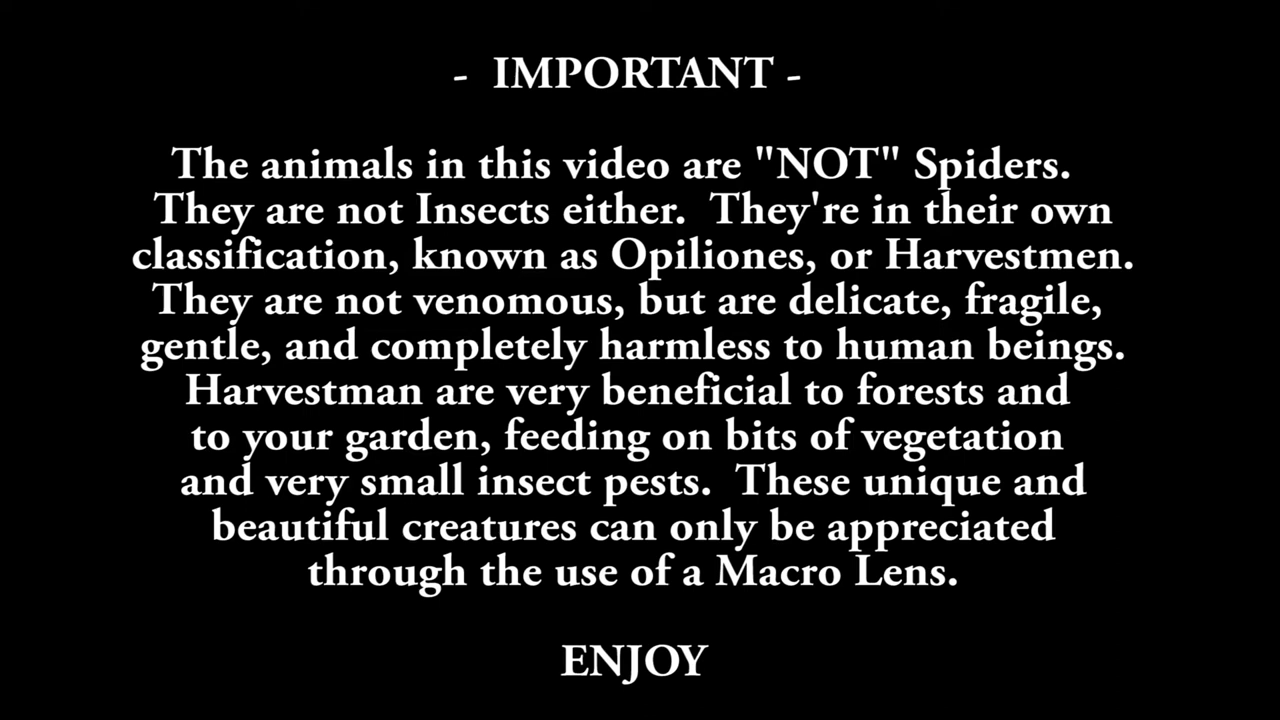 - IMPORTANT -
The animals in this video are "NOT" Spiders.
They are not Insects either. They're in their own
classification, known as Opiliones, or Harvestmen.
They are not venomous, but are delicate, fragile,
gentle, and completely harmless to human beings.
Harvestman are very beneficial to forests and
to your garden, feeding on bits of vegetation
and very small insect pests. These unique and
beautiful creatures can only be appreciated
through the use of a Macro Lens.
ENJOY